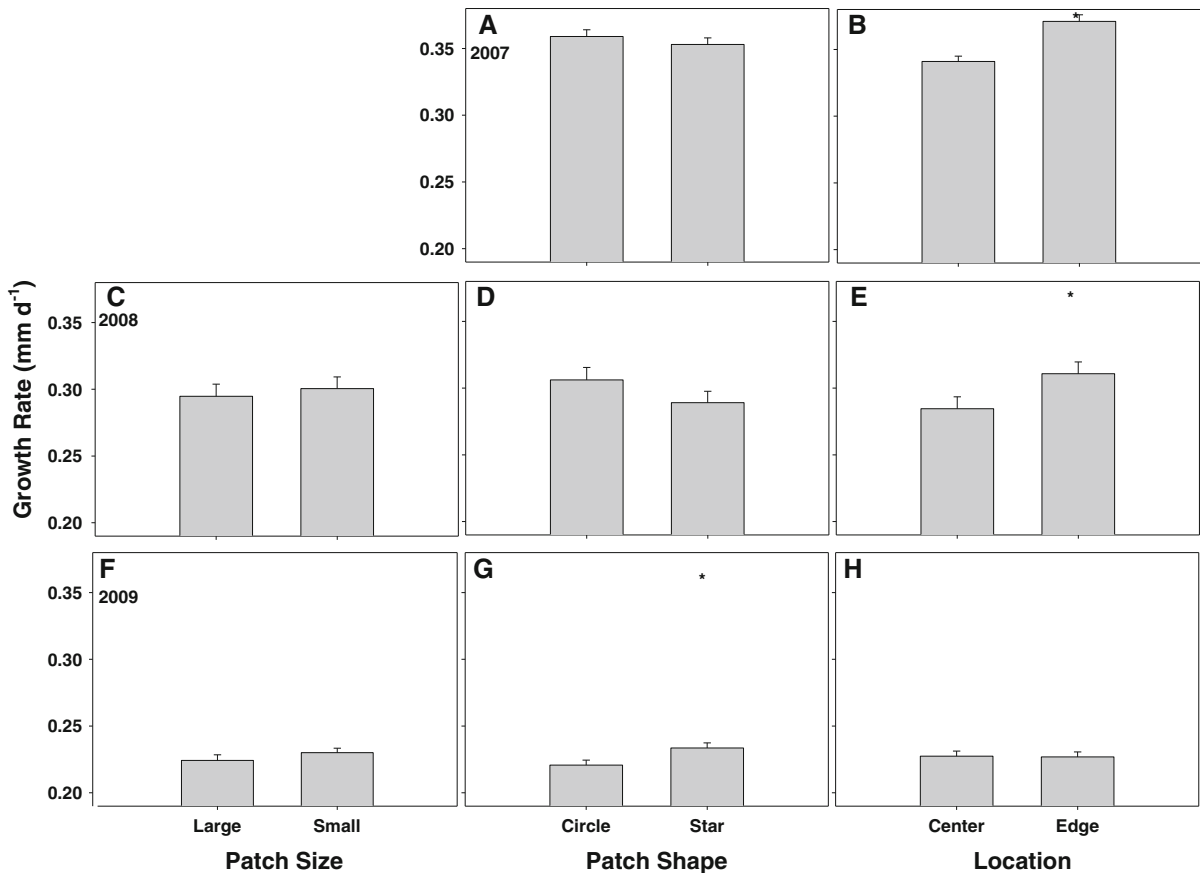 A
2007
B
0.35
0.30
0.25
0.20
C
2008
D
E
*
*
0.35
0.30
0.25
0.20
Growth Rate (mm d-1)
F
2009
G
*
H
0.35
0.30
0.25
0.20
Large Small
Circle Star
Center Edge
Patch Size
Patch Shape
Location